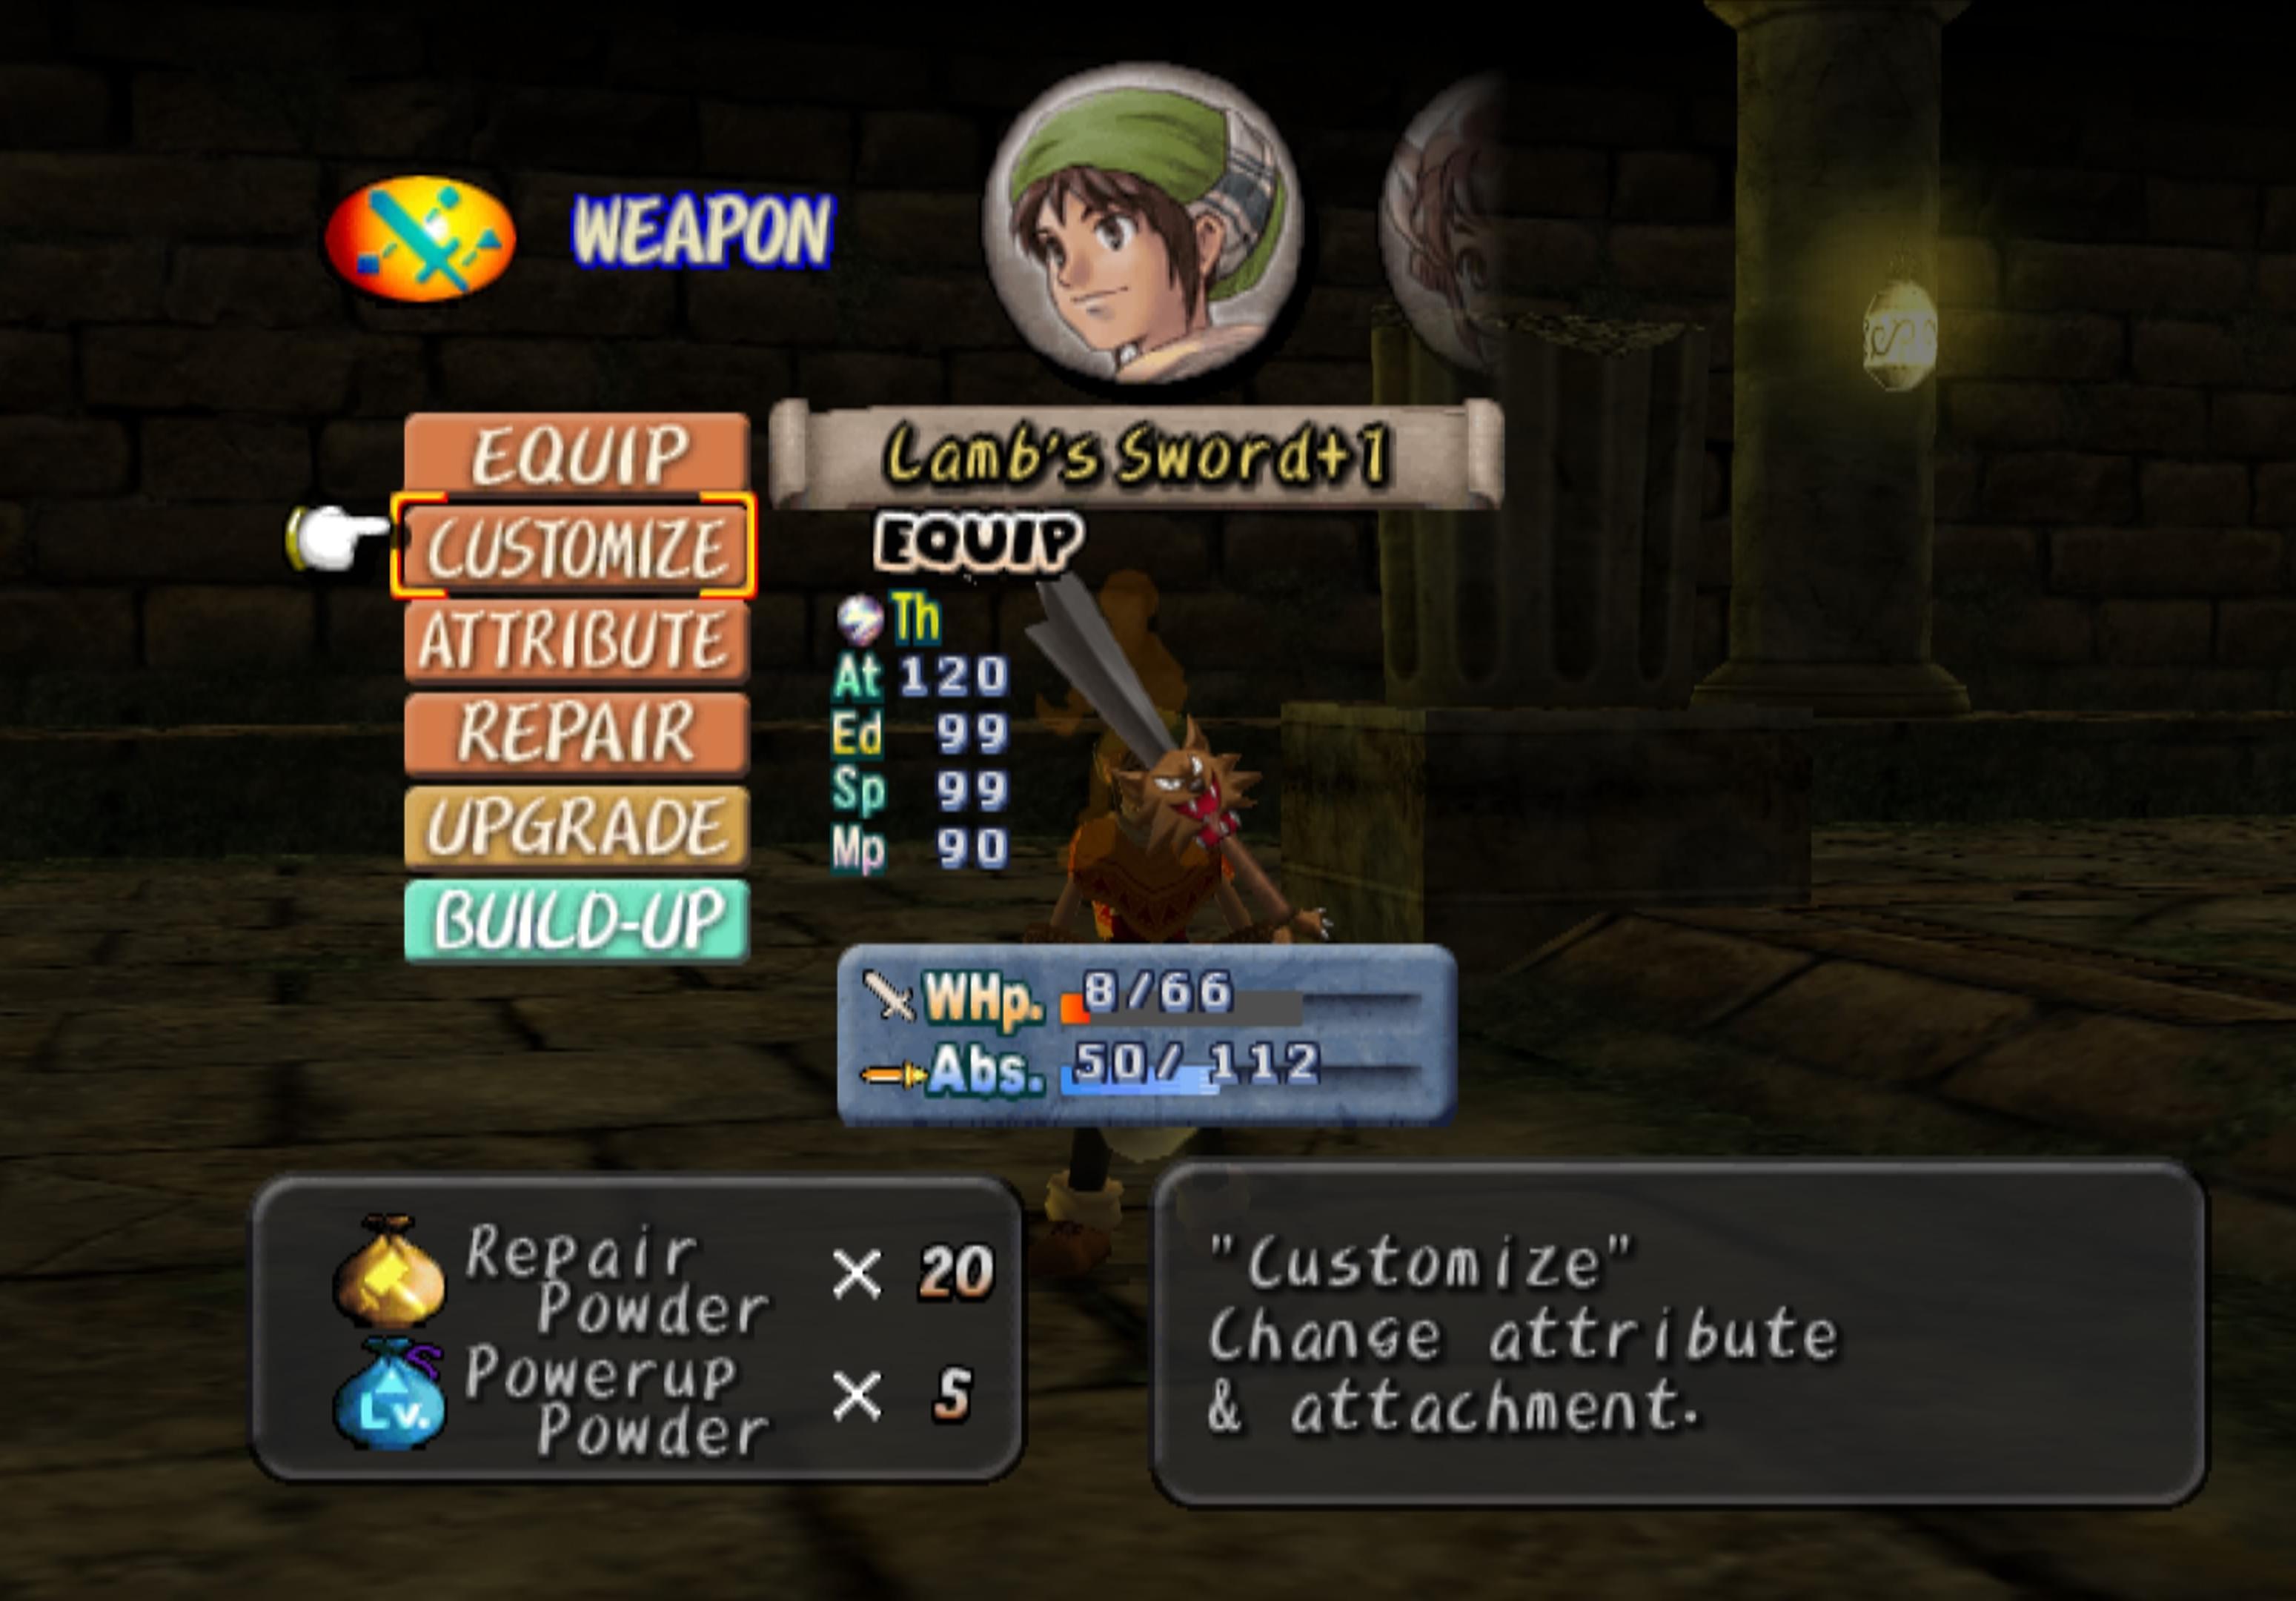 WEAPON
EQUIP
CUSTOMIZE
ATTRIBUTE
REPAIR
UPGRADE
BUILD-UP
Lamb's Sword+1
EQUIP
Th
At 120
Ed 99
Sp 99
Mp 90
WHp. 8/66
Abs. 50/ 112
Repair
Powder × 20
Lv.
Powerup
Powder × 5
"Customize"
Change attribute
& attachment.